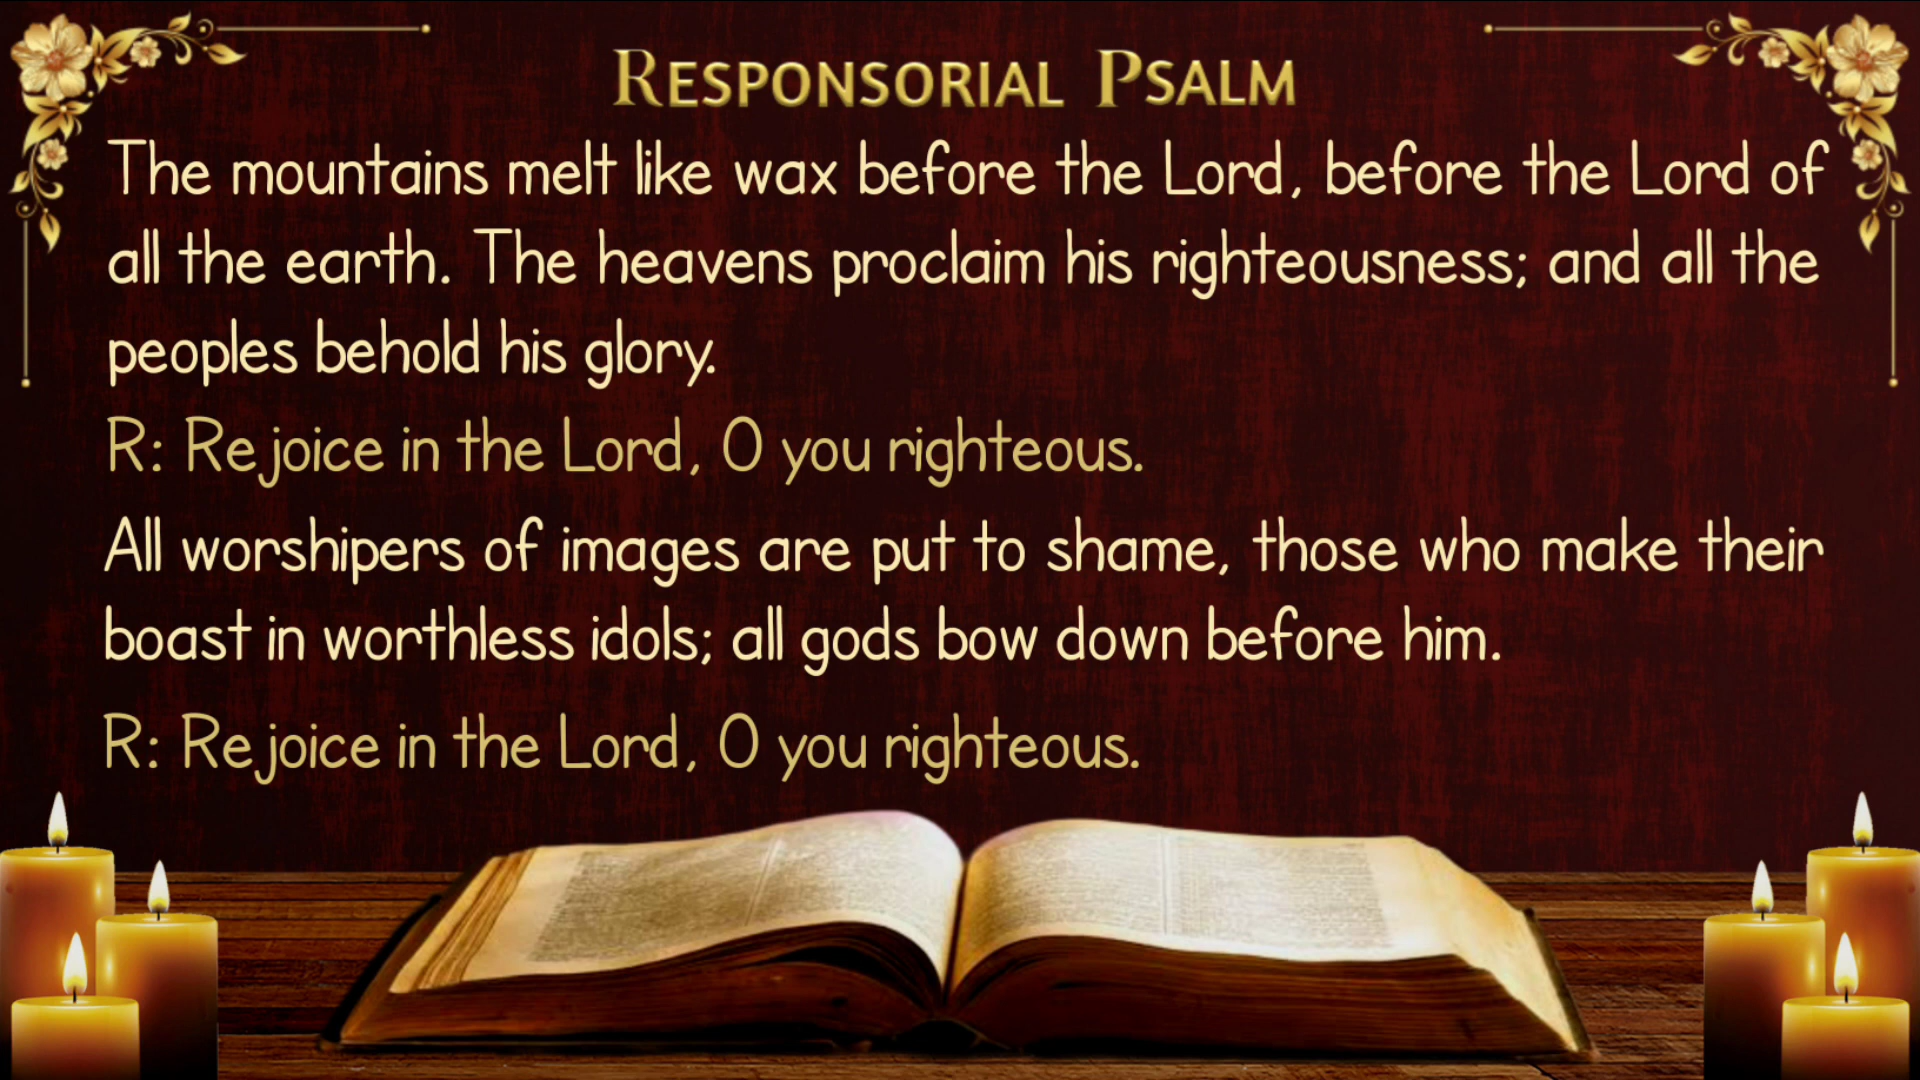 RESPONSORIAL PSALM
The mountains melt like wax before the Lord, before the Lord of
all the earth. The heavens proclaim his righteousness; and all the
peoples behold his glory.
R: Rejoice in the Lord, O you righteous.
All worshipers of images are put to shame, those who make their
boast in worthless idols; all gods bow down before him.
R: Rejoice in the Lord, O you righteous.